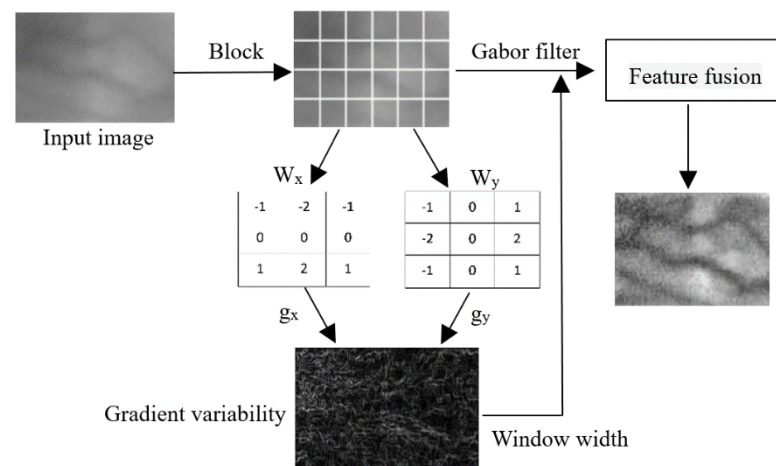 Block
Gabor filter
Feature fusion
Input image
Wx
Wy
-1 -2 -1
0 0 0
1 2 1
-1 0 1
-2 0 2
-1 0 1
gx
gy
Gradient variability
Window width